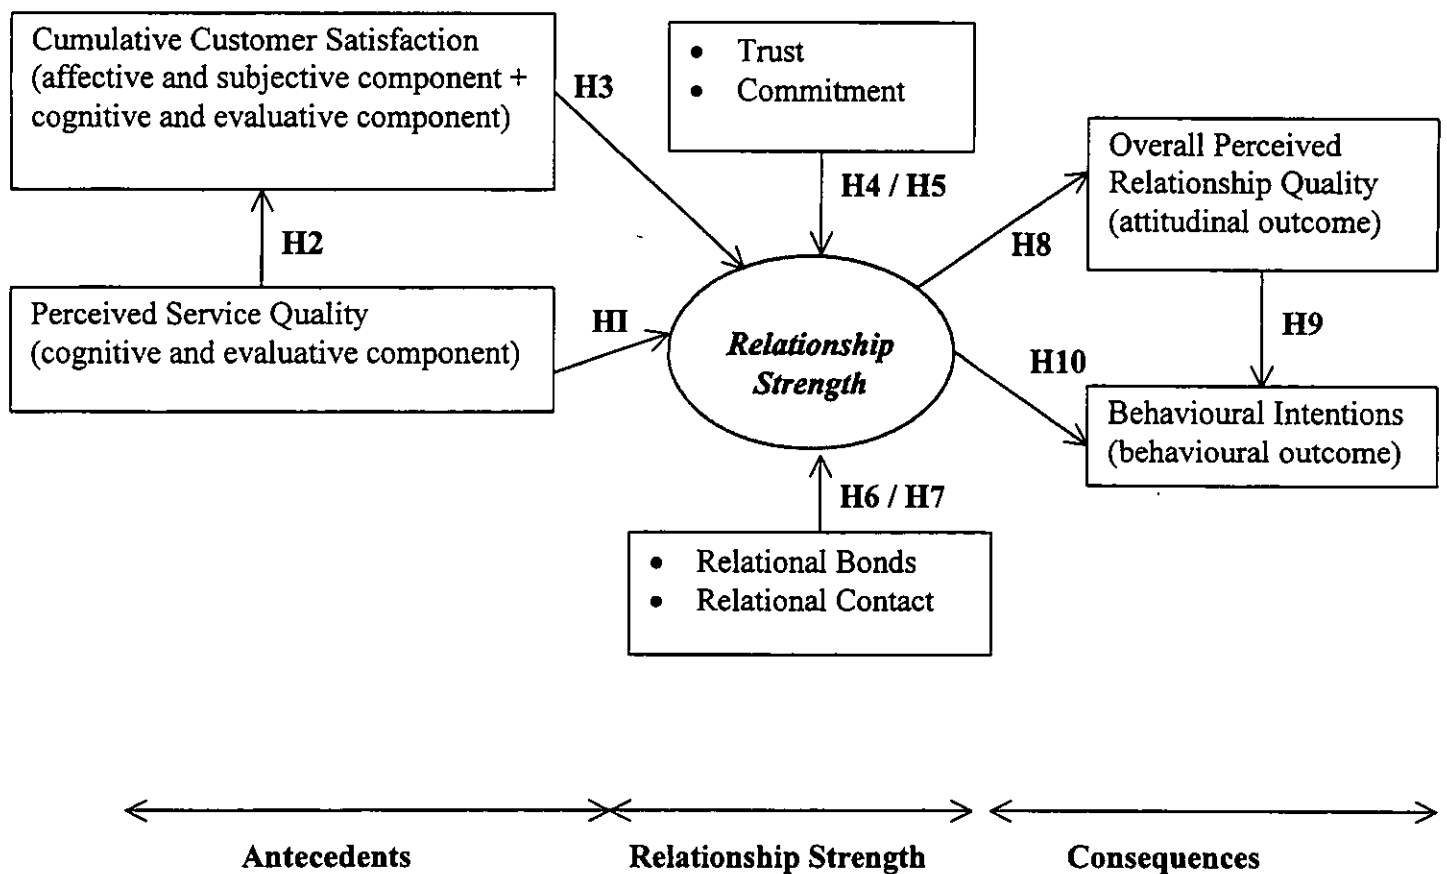 Cumulative Customer Satisfaction
(affective and subjective component +
cognitive and evaluative component)
H3
• Trust
• Commitment
H4 / H5
Overall Perceived
Relationship Quality
(attitudinal outcome)
H2
H8
Perceived Service Quality
(cognitive and evaluative component)
HI
Relationship
Strength
H9
H10
Behavioural Intentions
(behavioural outcome)
H6 / H7
• Relational Bonds
• Relational Contact
Antecedents
Relationship Strength
Consequences